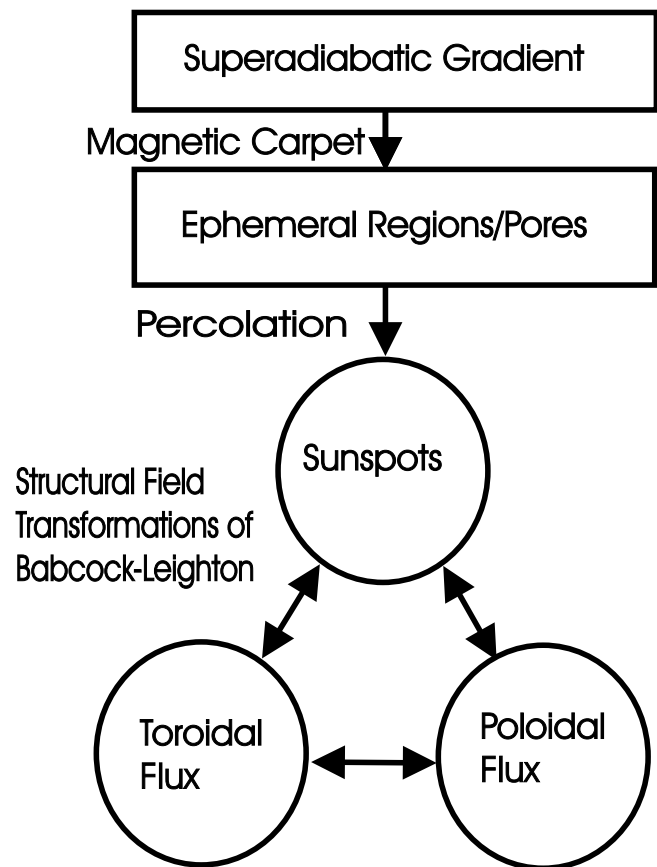 Superadiabatic Gradient
Magnetic Carpet
Ephemeral Regions/Pores
Percolation
Sunspots
Structural Field
Transformations of
Babcock-Leighton
Toroidal
Flux
Poloidal
Flux